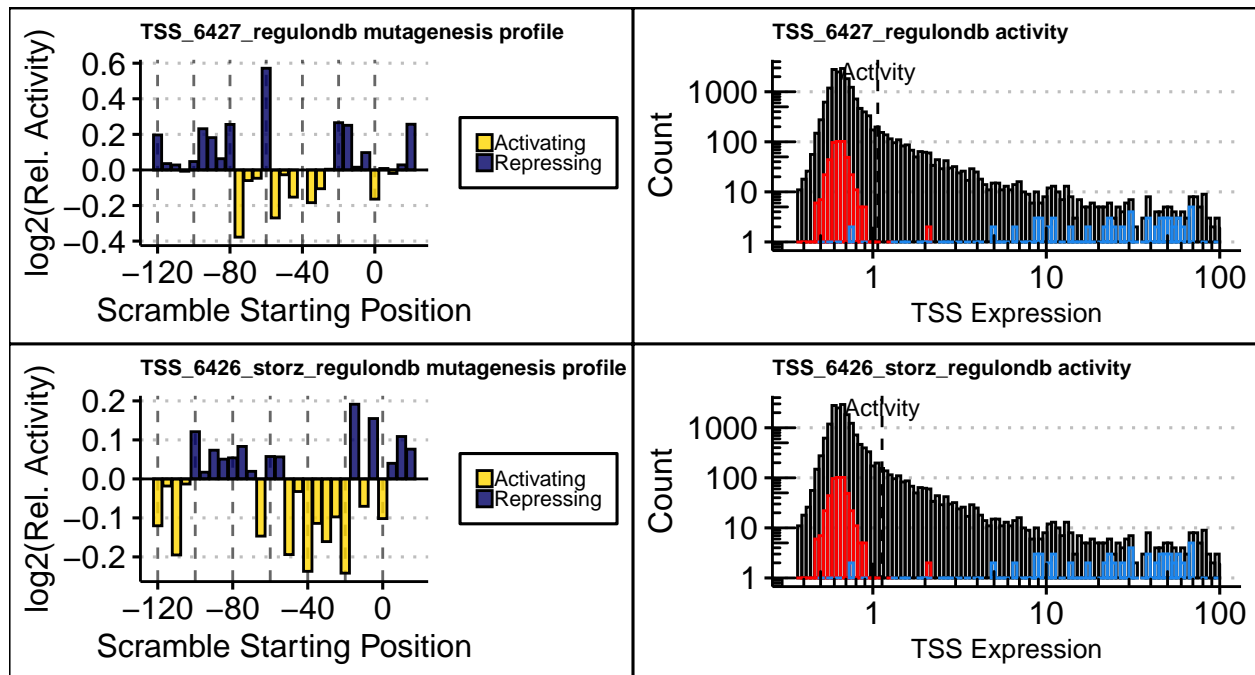 TSS_6427_regulondb mutagenesis profile
log2(Rel. Activity)
0.6
0.4
0.2
0.0
−0.2
−0.4
−120 −80 −40 0
Scramble Starting Position
Activating
Repressing
TSS_6427_regulondb activity
Activity
Count
1000
100
10
1
1 10 100
TSS Expression
TSS_6426_storz_regulondb mutagenesis profile
log2(Rel. Activity)
0.2
0.1
0.0
−0.1
−0.2
−120 −80 −40 0
Scramble Starting Position
Activating
Repressing
TSS_6426_storz_regulondb activity
Activity
Count
1000
100
10
1
1 10 100
TSS Expression